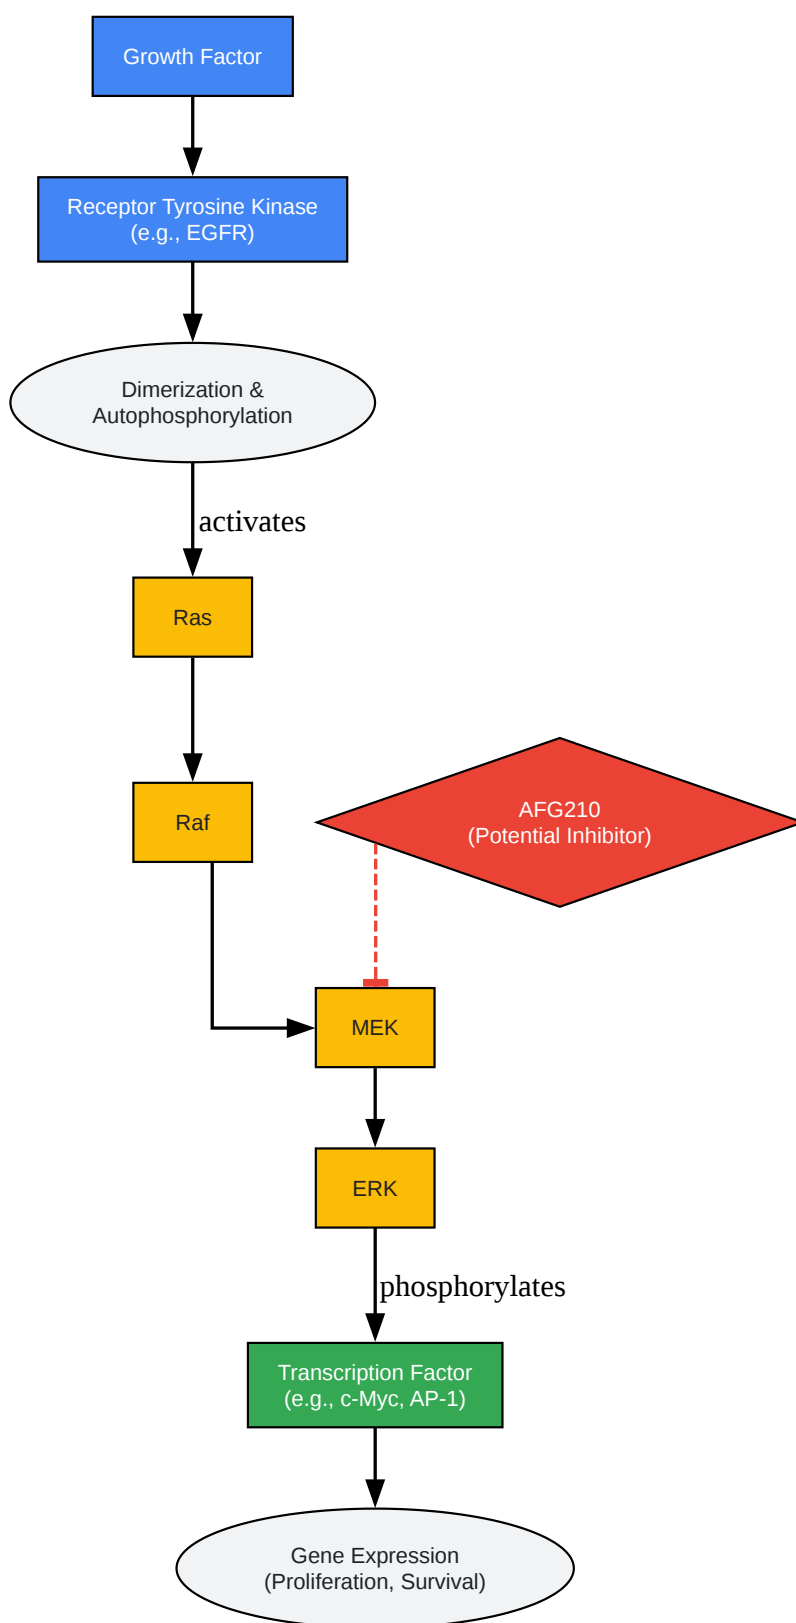 Growth Factor
Receptor Tyrosine Kinase
(e.g., EGFR)
Dimerization &
Autophosphorylation
activates
Ras
Raf
AFG210
(Potential Inhibitor)
MEK
ERK
phosphorylates
Transcription Factor
(e.g., c-Myc, AP-1)
Gene Expression
(Proliferation, Survival)